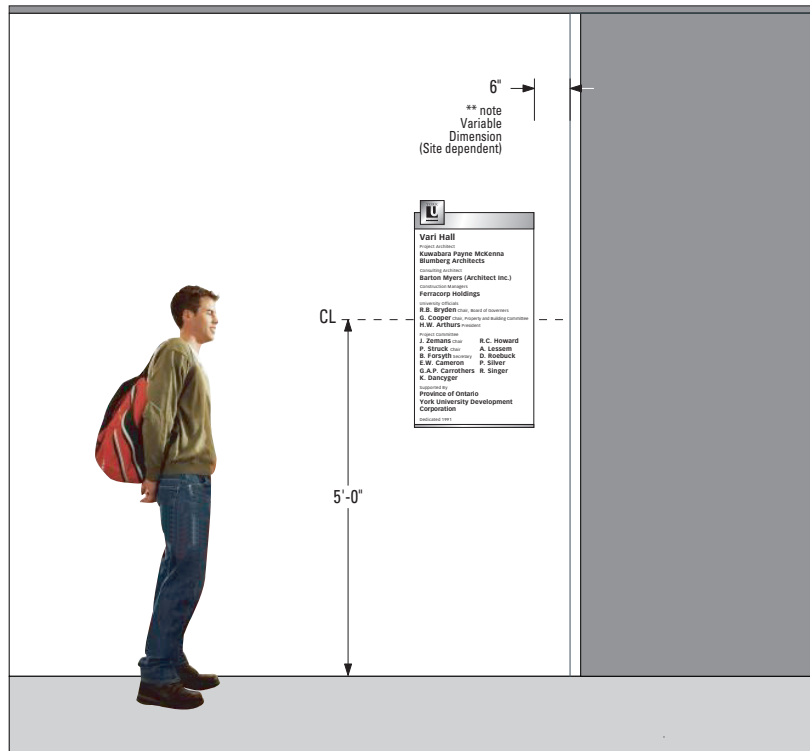 6"
** note
Variable
Dimension
(Site dependent)
U
Vari Hall
Project Architect
Kuwabara Payne McKenna
Blumberg Architects
Consulting Architect
Barton Myers (Architect Inc.)
Construction Managers
Ferracorp Holdings
University Officials
R.B. Bryden Chair, Board of Governors
G. Cooper Chair, Property and Building Committee
H.W. Arthurs President
CL
Project Committee
J. Zemans Chair R.C. Howard
P. Struck Chair A. Lessem
B. Forsyth Secretary D. Roebuck
E.W. Cameron P. Silver
G.A.P. Carrothers R. Singer
K. Dancyger
Supported By
Province of Ontario
York University Development
Corporation
Dedicated 1991
5'-0"